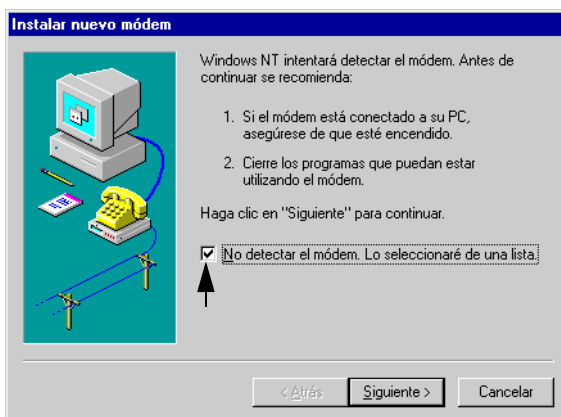 Instalar nuevo módem
Windows NT intentará detectar el módem. Antes de
continuar se recomienda:
1. Si el módem está conectado a su PC,
asegúrese de que esté encendido.
2. Cierre los programas que puedan estar
utilizando el módem.
Haga clic en "Siguiente" para continuar.
No detectar el módem. Lo seleccionaré de una lista.
< Atrás
Siguiente >
Cancelar